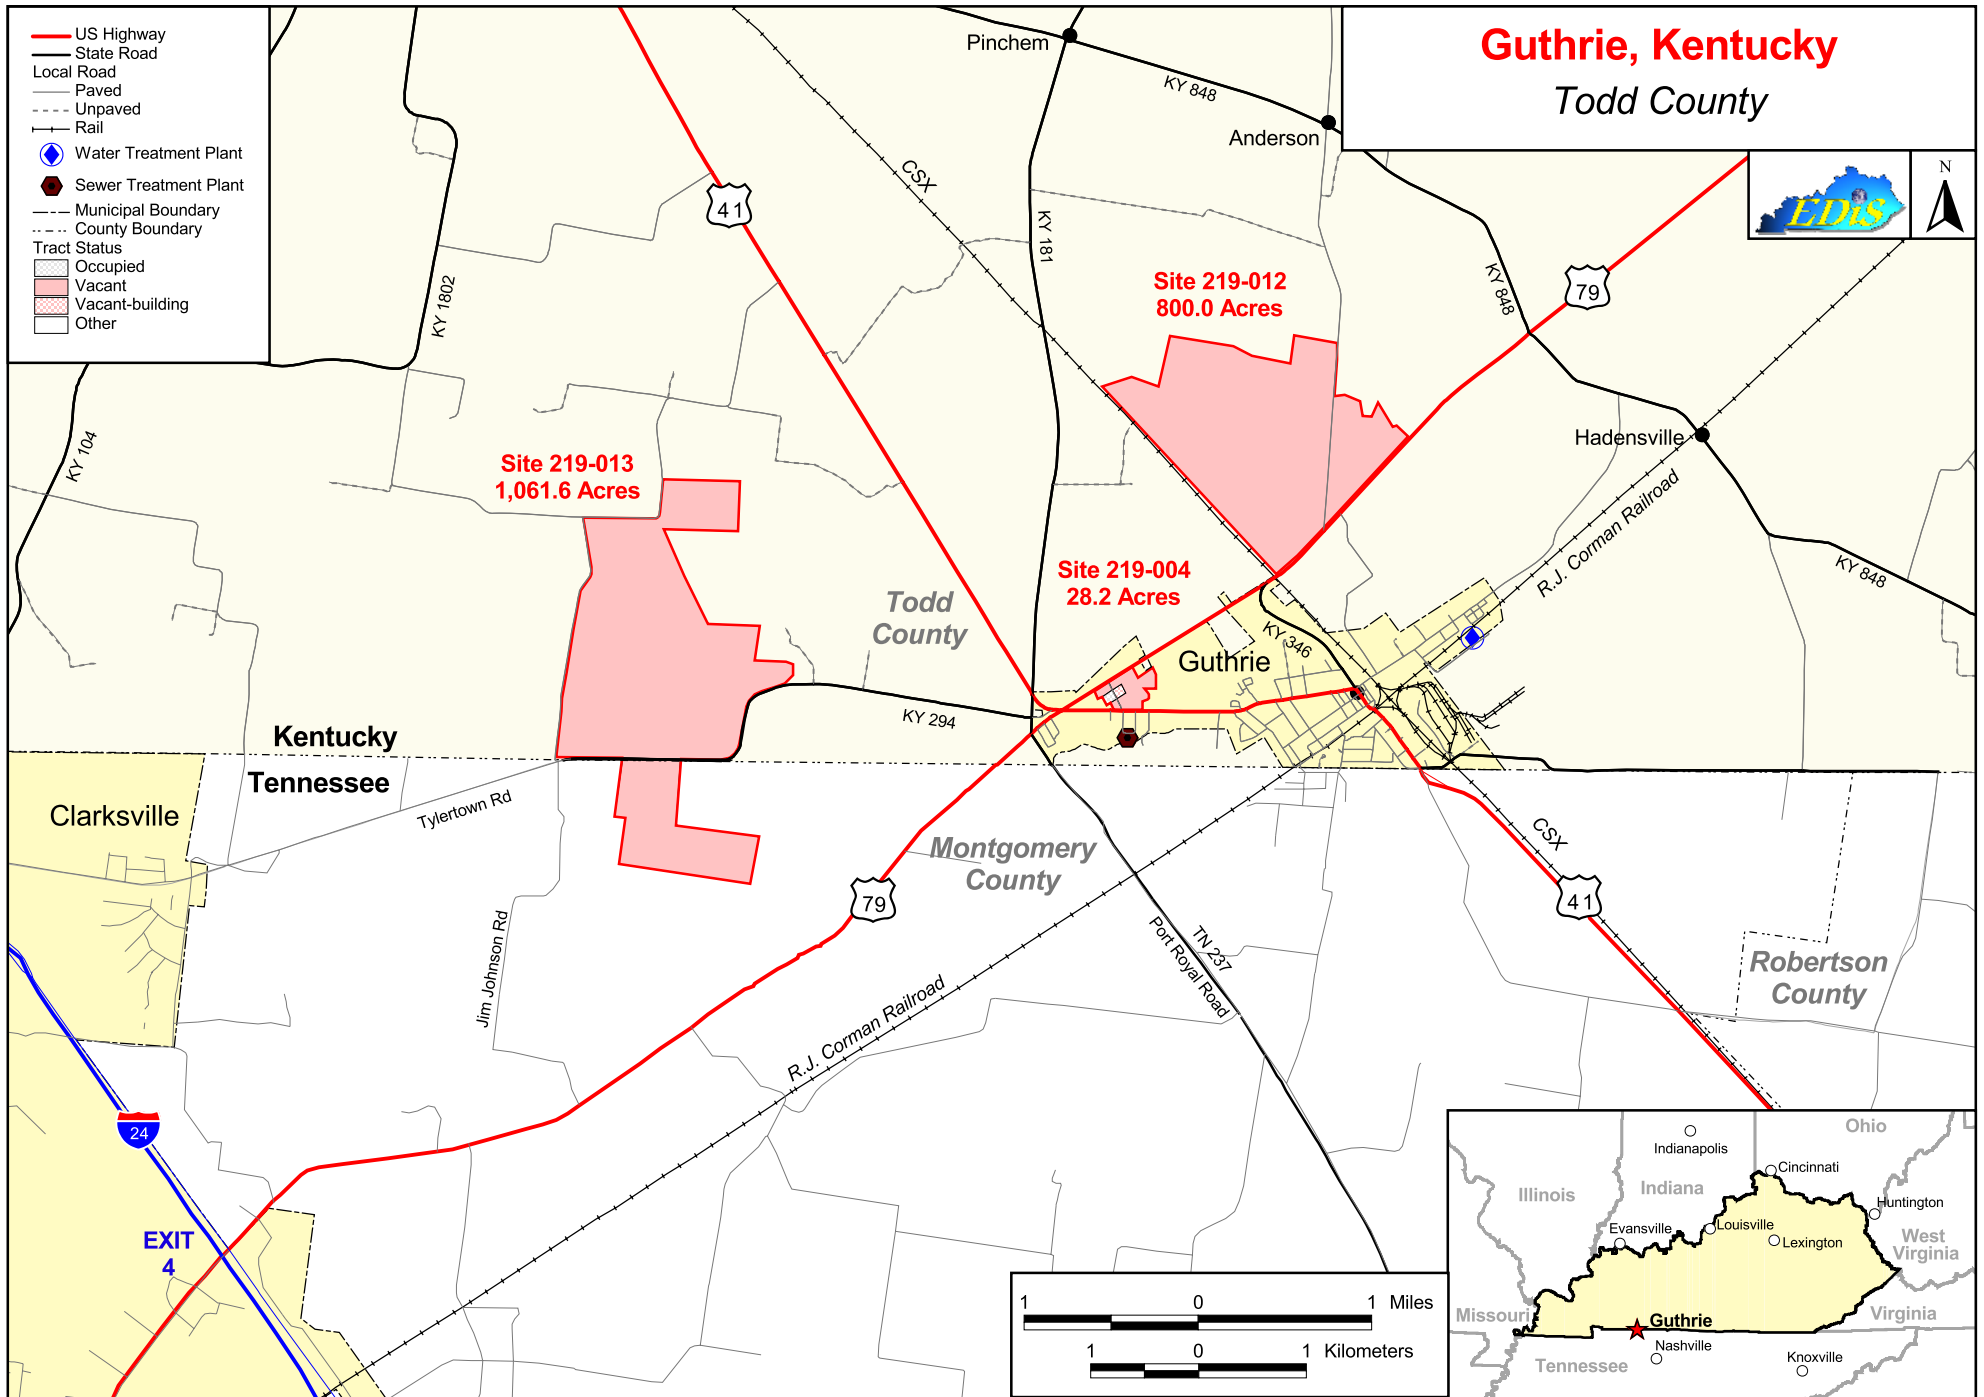 US Highway
State Road
Local Road
Paved
Unpaved
Rail
Water Treatment Plant
Sewer Treatment Plant
Municipal Boundary
County Boundary
Tract Status
Occupied
Vacant
Vacant-building
Other
Guthrie, Kentucky
Todd County
EDiS
N
Pinchem
KY 848
Anderson
CSX
41
KY 181
KY 1802
KY 848
79
Site 219-012
800.0 Acres
KY 104
Hadensville
Site 219-013
1,061.6 Acres
R.J. Corman Railroad
KY 848
Site 219-004
28.2 Acres
Todd
County
KY 346
Guthrie
KY 294
Kentucky
Tennessee
Clarksville
Tylertown Rd
Montgomery
County
CSX
79
41
Jim Johnson Rd
TN 237
Port Royal Road
Robertson
County
R.J. Corman Railroad
24
EXIT
4
1 0 1 Miles
1 0 1 Kilometers
Ohio
Indianapolis
Cincinnati
Illinois
Indiana
Huntington
Evansville
Louisville
Lexington
West
Virginia
Missouri
Guthrie
Virginia
Nashville
Tennessee
Knoxville